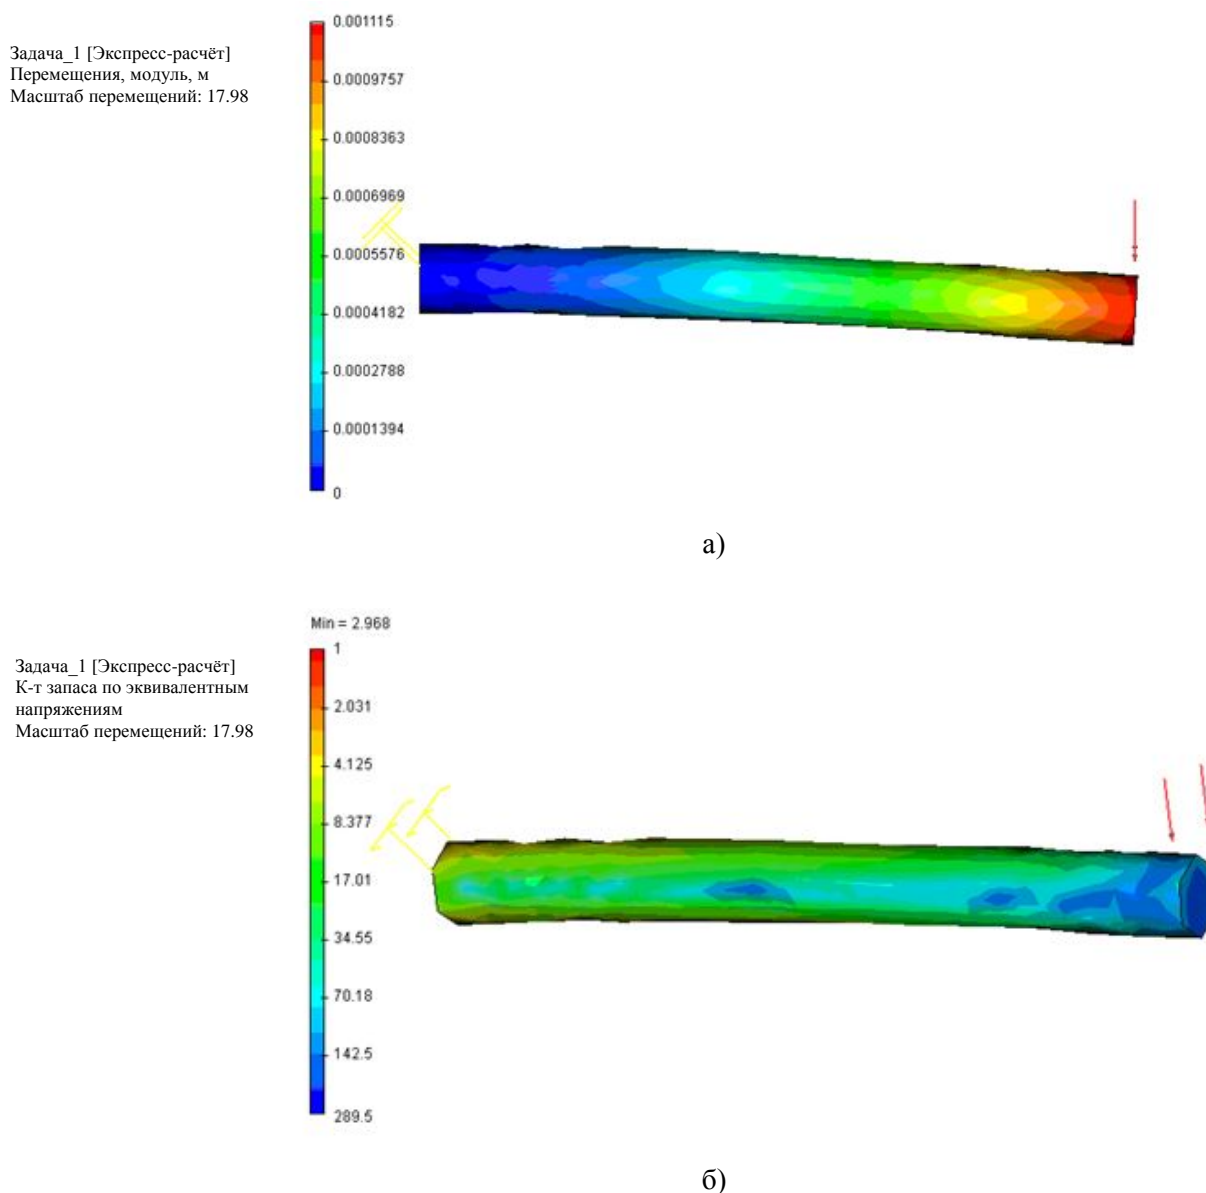 0.001115
Задача_1 [Экспресс-расчёт]
Перемещения, модуль, м
Масштаб перемещений: 17.98
0.0009757
0.0008363
0.0006969
0.0005576
0.0004182
0.0002788
0.0001394
0
а)
Min = 2.968
1
Задача_1 [Экспресс-расчёт]
К-т запаса по эквивалентным
напряжениям
Масштаб перемещений: 17.98
2.031
4.125
8.377
17.01
34.55
70.18
142.5
289.5
б)